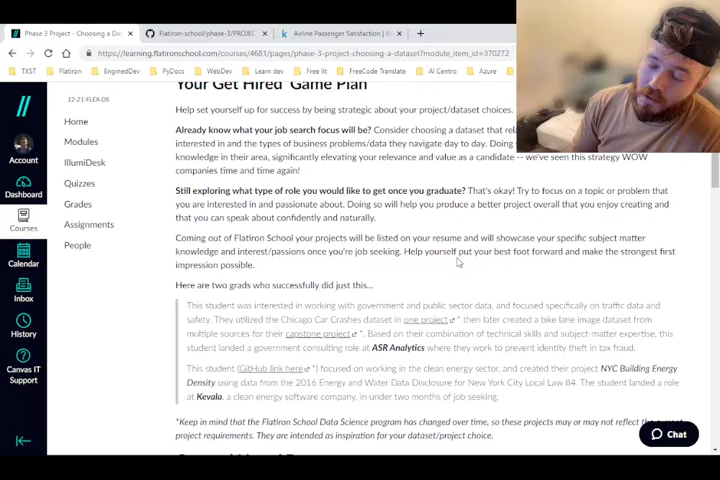 Phase 3 Project - Choosing a Da
Flatiron-school/phase-3/PROJEC
Airline Passenger Satisfaction | K
https://learning.flatironschool.com/courses/4681/pages/phase-3-project-choosing-a-dataset?module_item_id=370272
TXST Flatiron EnginedDev PyDocs WebDev Learn dev Free lit FreeCode Translate AI Centro Azure
12-21-FLEX-DS
Home
Modules
IllumiDesk
Quizzes
Grades
Assignments
People
Account
Dashboard
Courses
Calendar
Inbox
History
Canvas IT
Support
Your Get Hired Game Plan
Help set yourself up for success by being strategic about your project/dataset choices.
Already know what your job search focus will be? Consider choosing a dataset that rel
interested in and the types of business problems/data they navigate day to day. Doing s
knowledge in their area, significantly elevating your relevance and value as a candidate -- we've seen this strategy WOW
companies time and time again!
Still exploring what type of role you would like to get once you graduate? That's okay! Try to focus on a topic or problem that
you are interested in and passionate about. Doing so will help you produce a better project overall that you enjoy creating and
that you can speak about confidently and naturally.
Coming out of Flatiron School your projects will be listed on your resume and will showcase your specific subject matter
knowledge and interest/passions once you're job seeking. Help yourself put your best foot forward and make the strongest first
impression possible.
Here are two grads who successfully did just this...
This student was interested in working with government and public sector data, and focused specifically on traffic data and
safety. They utilized the Chicago Car Crashes dataset in one project then later created a bike lane image dataset from
multiple sources for their capstone project. Based on their combination of technical skills and subject-matter expertise, this
student landed a government consulting role at ASR Analytics where they work to prevent identity theft in tax fraud.
This student (GitHub link here) focused on working in the clean energy sector, and created their project NYC Building Energy
Density using data from the 2016 Energy and Water Data Disclosure for New York City Local Law 84. The student landed a role
at Kevala, a clean energy software company, in under two months of job seeking.
*Keep in mind that the Flatiron School Data Science program has changed over time, so these projects may or may not reflect the current
project requirements. They are intended as inspiration for your dataset/project choice.
Chat